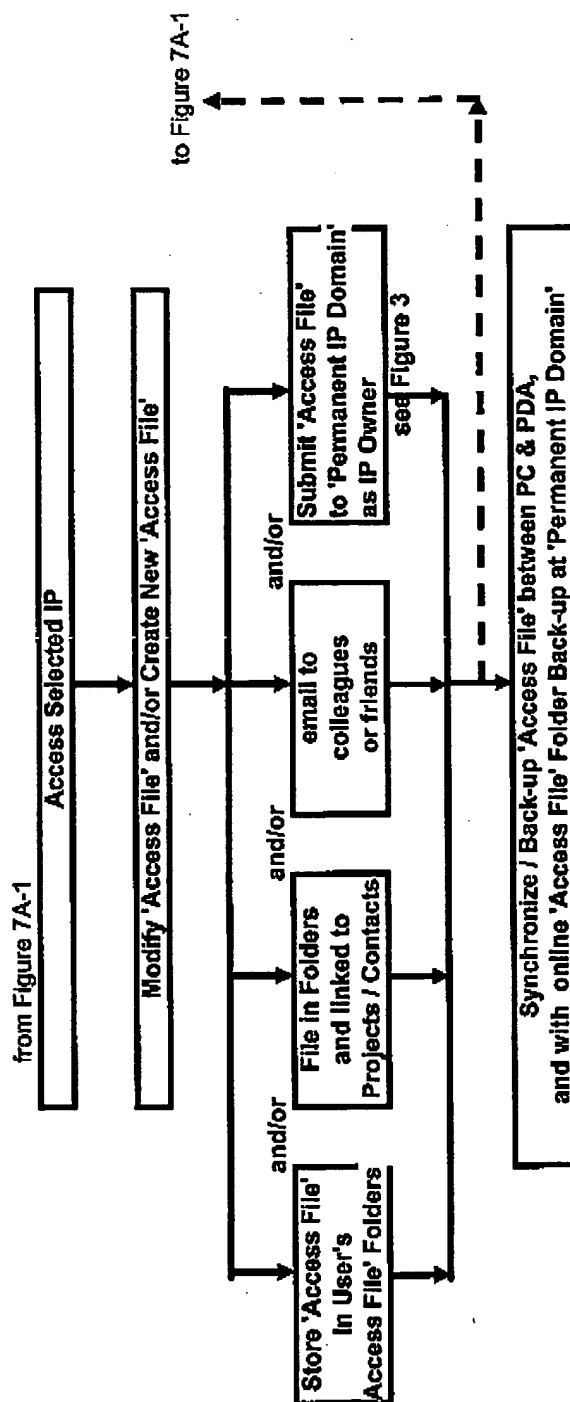 from Figure 7A-1
to Figure 7A-1
Access Selected IP
Modify 'Access File' and/or Create New 'Access File'
Store 'Access File'
In User's
Access File' Folders
and/or
File in Folders
and linked to
Projects / Contacts
and/or
email to
colleagues
or friends
and/or
Submit 'Access File'
to 'Permanent IP Domain'
as IP Owner
see Figure 3
Synchronize / Back-up 'Access File' between PC & PDA,
and with online 'Access File' Folder Back-up at 'Permanent IP Domain'